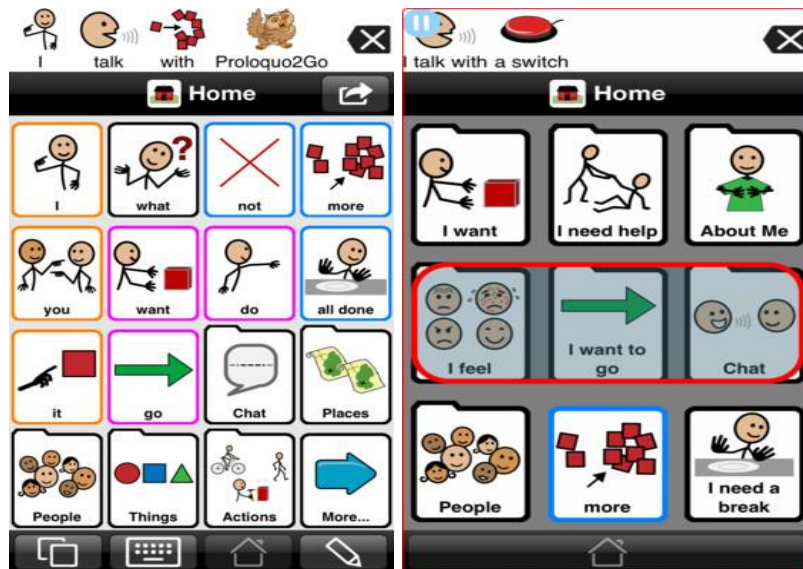 I talk with Proloquo2Go
Home
I what not more
you want do all done
it go Chat Places
People Things Actions More...
I talk with a switch
Home
I want I need help About Me
I feel I want to go Chat
People more I need a break